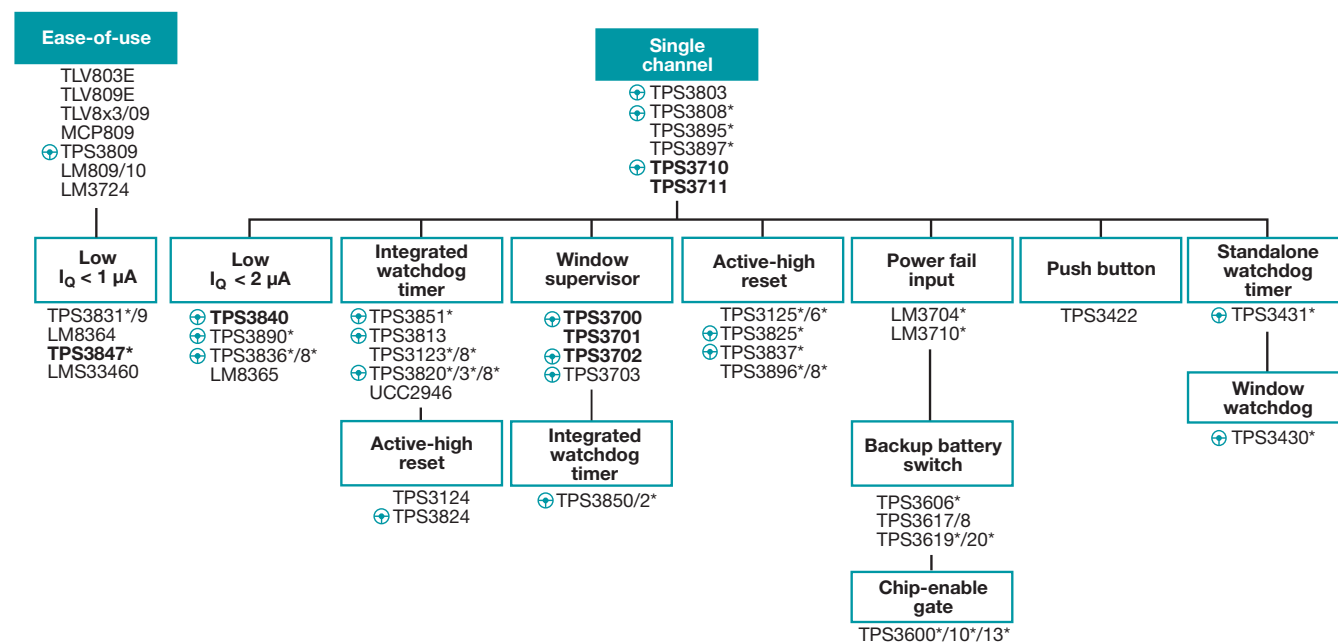 Ease-of-use
TLV803E
TLV809E
TLV8x3/09
MCP809
TPS3809
LM809/10
LM3724
Single
channel
TPS3803
TPS3808*
TPS3895*
TPS3897*
TPS3710
TPS3711
Low
IQ < 1 µA
TPS3831*/9
LM8364
TPS3847*
LMS33460
Low
IQ < 2 µA
TPS3840
TPS3890*
TPS3836*/8*
LM8365
Integrated
watchdog
timer
TPS3851*
TPS3813
TPS3123*/8*
TPS3820*/3*/8*
UCC2946
Active-high
reset
TPS3124
TPS3824
Window
supervisor
TPS3700
TPS3701
TPS3702
TPS3703
Integrated
watchdog
timer
TPS3850/2*
Active-high
reset
TPS3125*/6*
TPS3825*
TPS3837*
TPS3896*/8*
Power fail
input
LM3704*
LM3710*
Backup battery
switch
TPS3606*
TPS3617/8
TPS3619*/20*
Chip-enable
gate
TPS3600*/10*/13*
Push button
TPS3422
Standalone
watchdog
timer
TPS3431*
Window
watchdog
TPS3430*